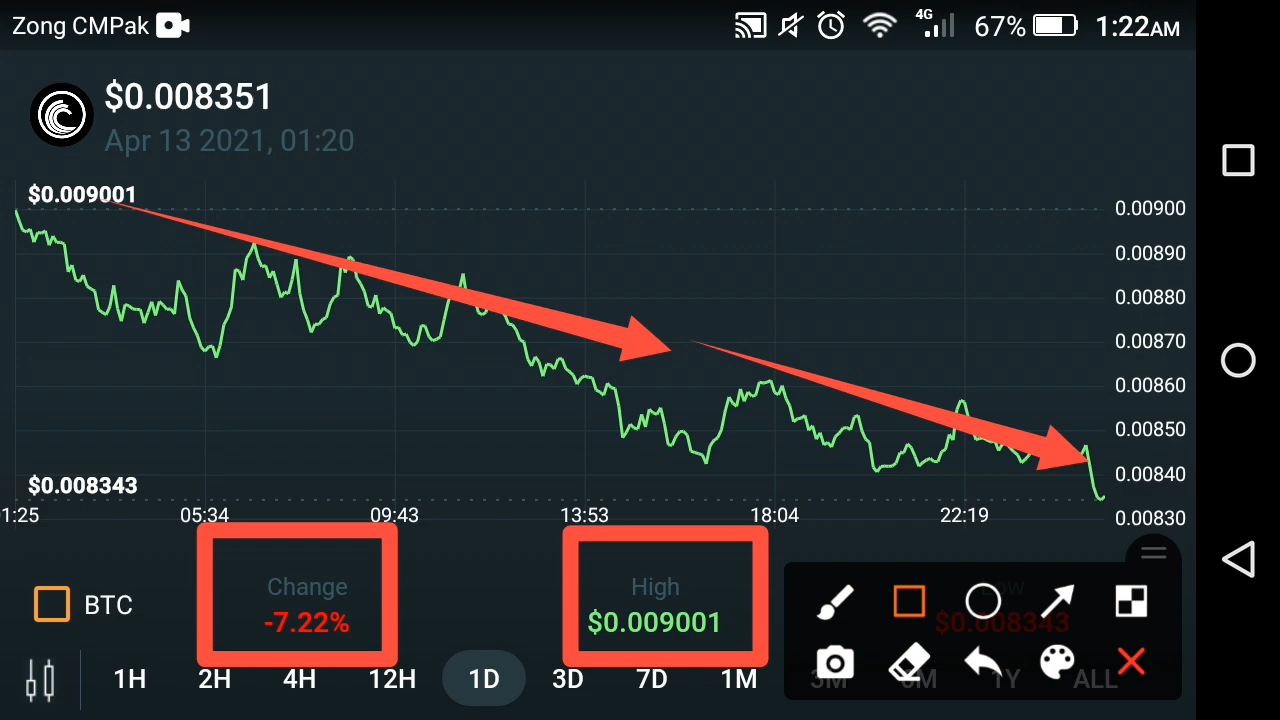 Zong CMPak
4G
67%
1:22AM
$0.008351
Apr 13 2021, 01:20
$0.009001
0.00900
0.00890
0.00880
0.00870
0.00860
0.00850
0.00840
0.00830
$0.008343
1:25 05:34 09:43 13:53 18:04 22:19
BTC
Change High Low
-7.22% $0.009001 $0.008343
1H 2H 4H 12H 1D 3D 7D 1M 3M 6M 1Y ALL